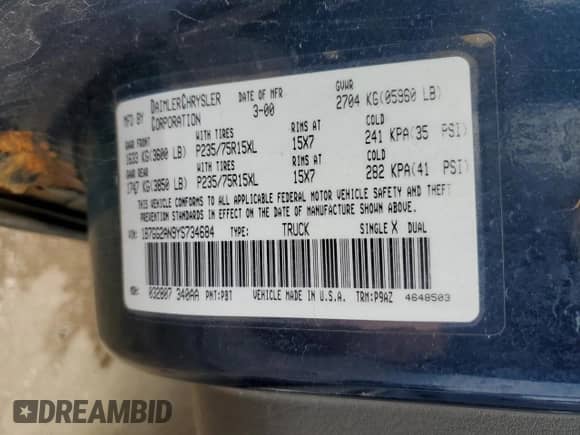 MFD BY DAIMLERCHRYSLER CORPORATION DATE OF MFR 3-00 GVWR 2704 KG(05960 LB)
GAWR FRONT WITH TIRES RIMS AT COLD
1633 KG(3600 LB) P235/75R15XL 15X7 241 KPA(35 PSI)
GAWR REAR WITH TIRES RIMS AT COLD
1747 KG(3850 LB) P235/75R15XL 15X7 282 KPA(41 PSI)
THIS VEHICLE CONFORMS TO ALL APPLICABLE FEDERAL MOTOR VEHICLE SAFETY AND THEFT
PREVENTION STANDARDS IN EFFECT ON THE DATE OF MANUFACTURE SHOWN ABOVE.
VIN: 1B7GG2AN9YS734684 TYPE: TRUCK SINGLE X DUAL
MDH: 032807 340AA PNT:PBT VEHICLE MADE IN U.S.A. TRM:P9AZ 4648503
DREAMBID